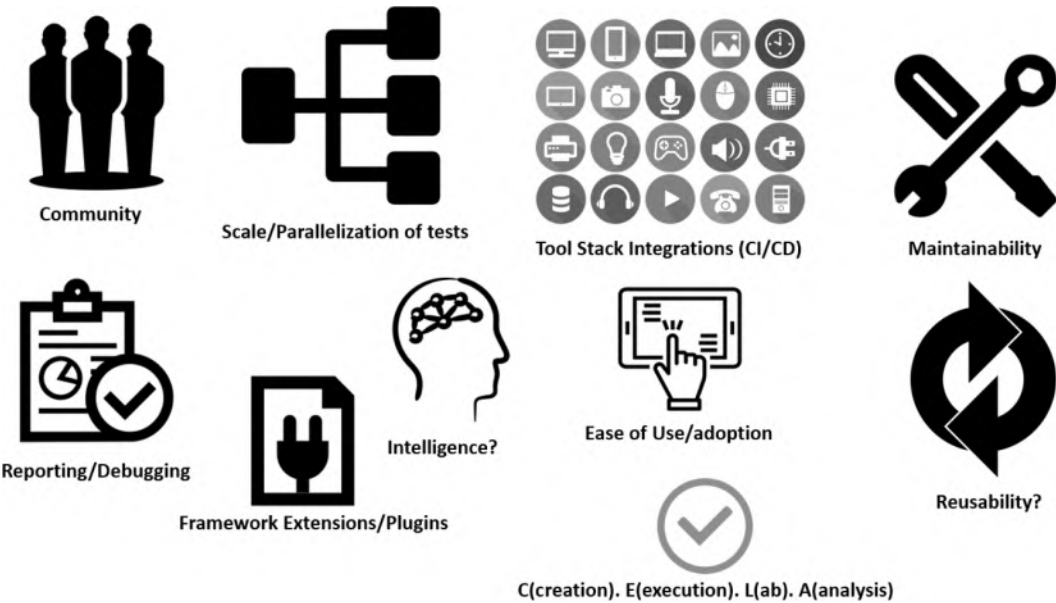 Community
Scale/Parallelization of tests
Tool Stack Integrations (CI/CD)
Maintainability
Reporting/Debugging
Framework Extensions/Plugins
Intelligence?
Ease of Use/adoption
Reusability?
C(creation). E(execution). L(ab). A(analysis)